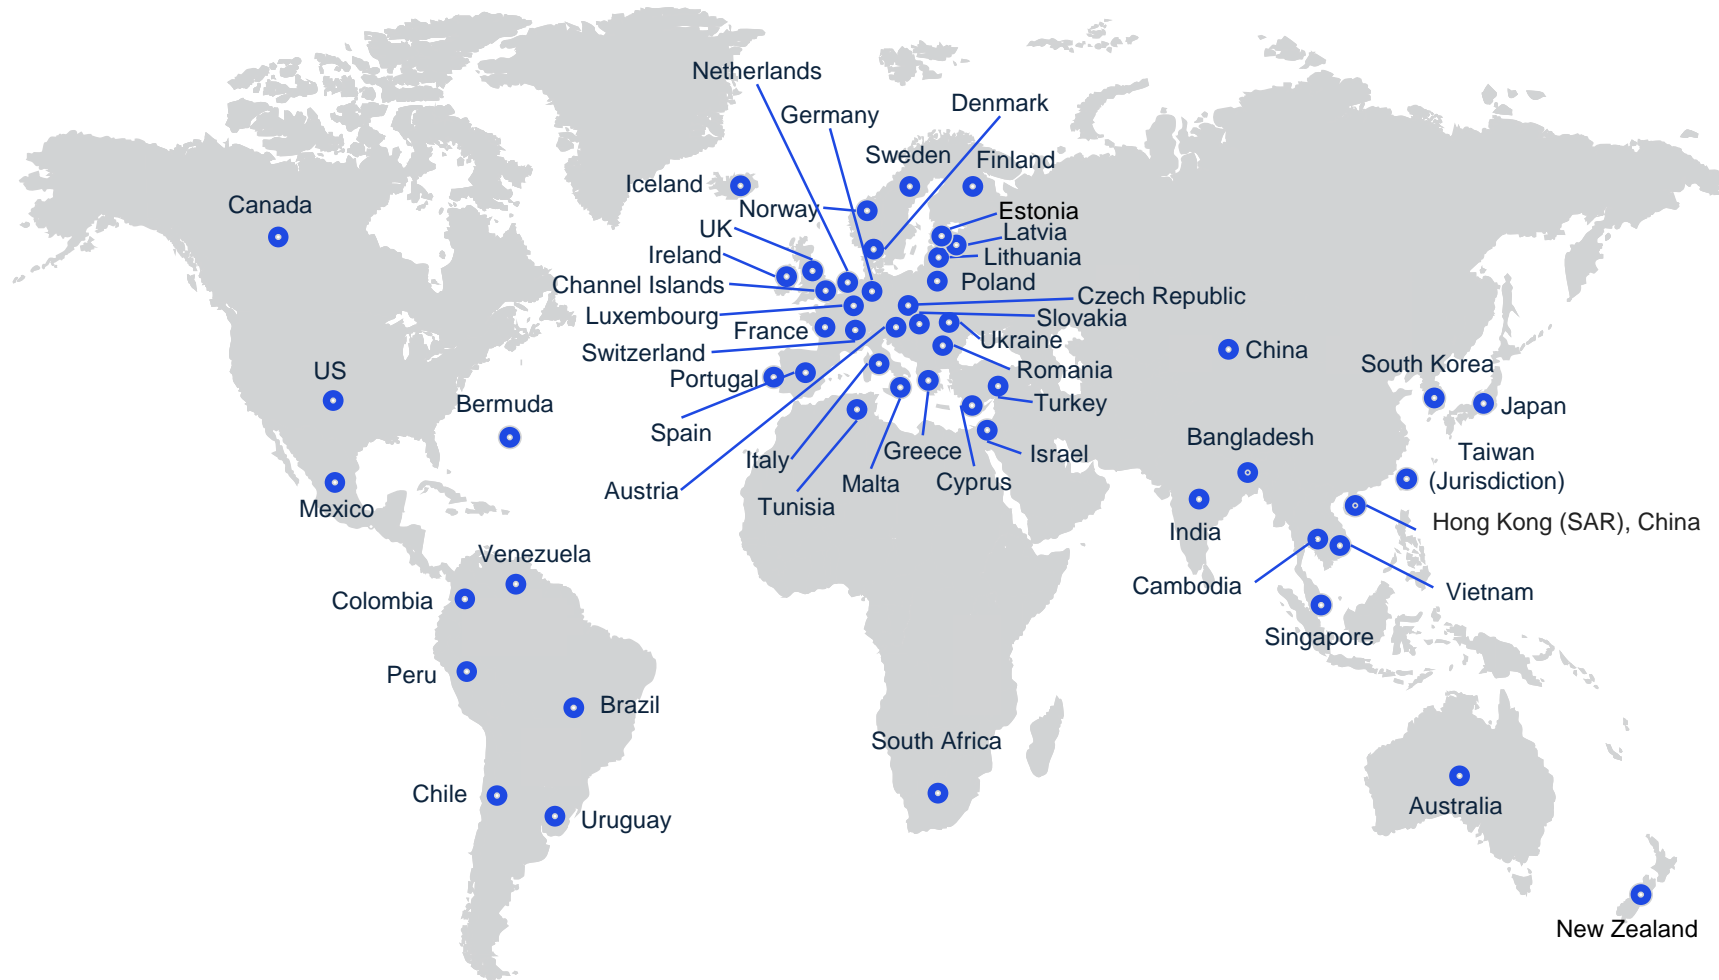 Netherlands
Germany
Denmark
Sweden
Finland
Iceland
Norway
Canada
UK
Estonia
Latvia
Ireland
Lithuania
Channel Islands
Poland
Luxembourg
Czech Republic
France
Slovakia
Switzerland
Ukraine
China
US
Portugal
Romania
South Korea
Bermuda
Turkey
Japan
Spain
Bangladesh
Italy
Greece
Israel
Taiwan
(Jurisdiction)
Austria
Malta
Cyprus
Mexico
Tunisia
India
Hong Kong (SAR), China
Venezuela
Cambodia
Vietnam
Colombia
Singapore
Peru
Brazil
South Africa
Chile
Australia
Uruguay
New Zealand